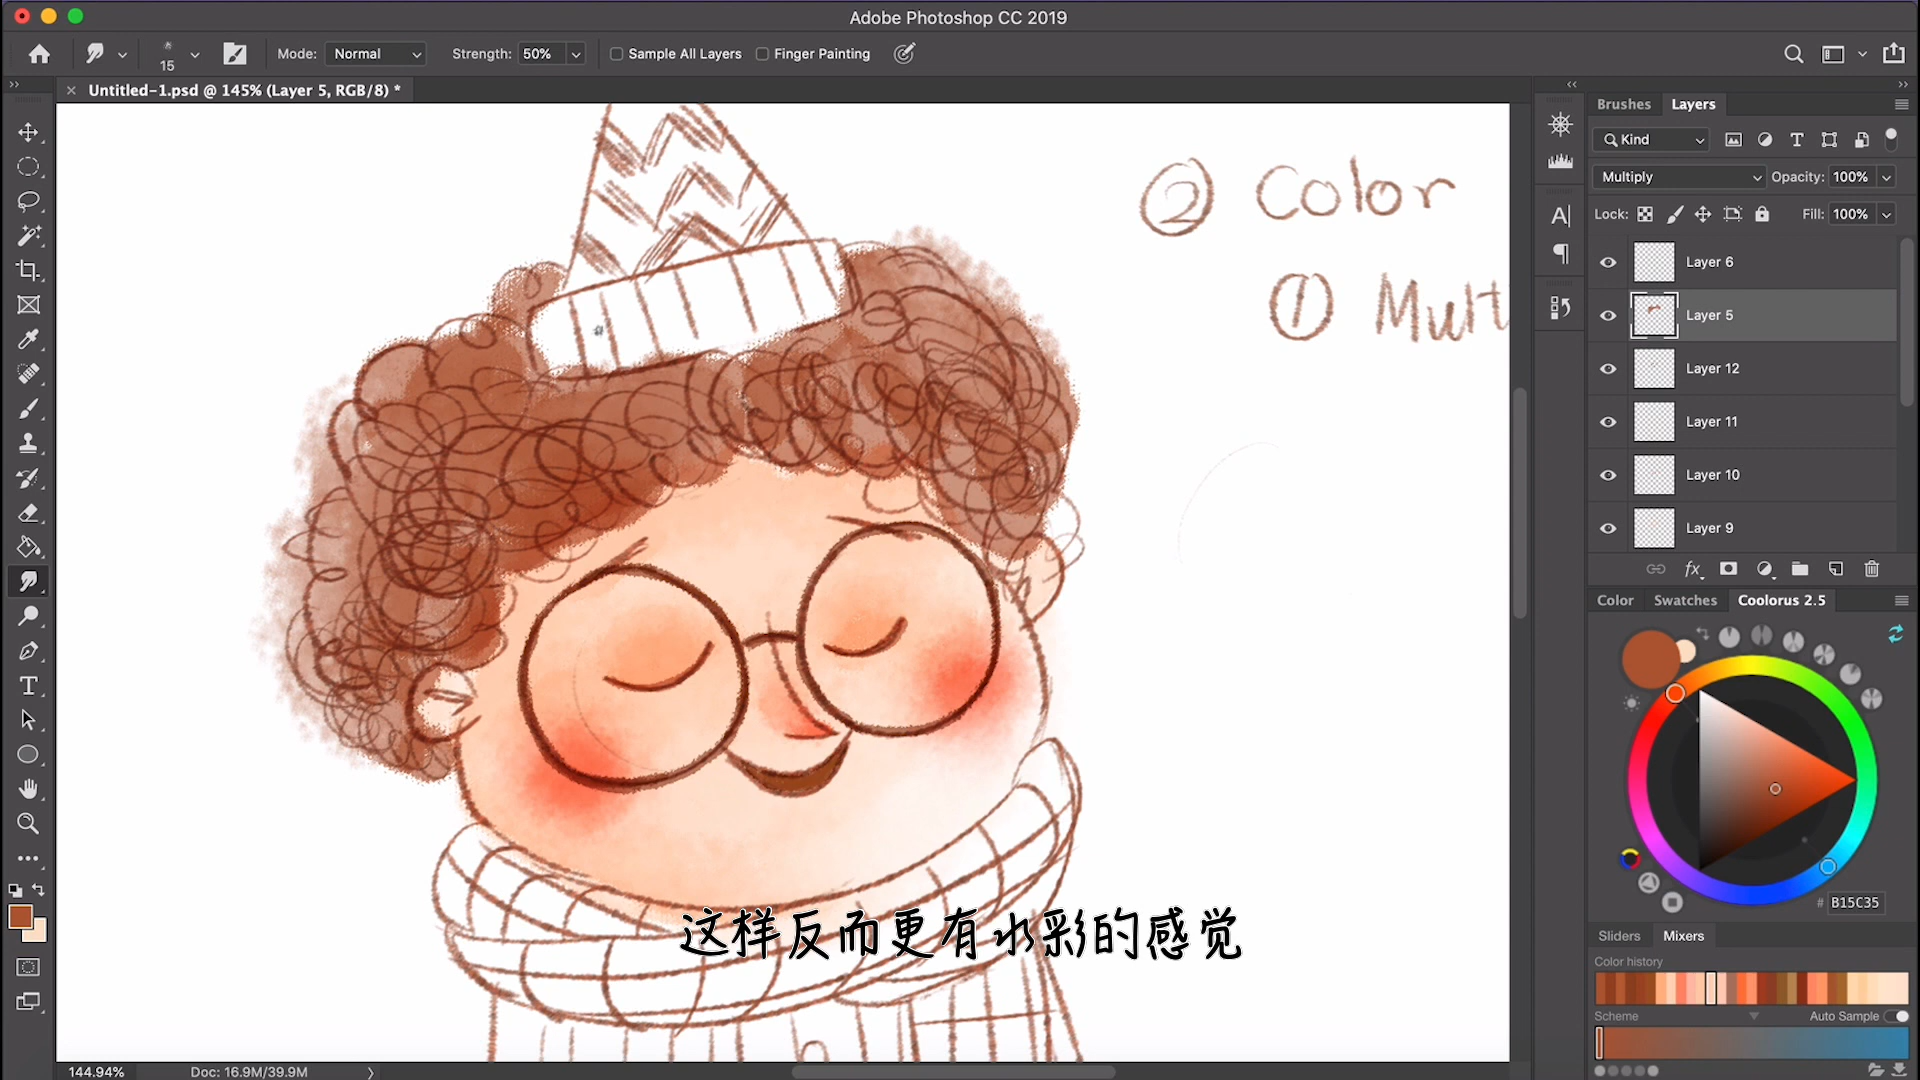 Adobe Photoshop CC 2019
15
Mode: Normal
Strength: 50%
Sample All Layers
Finger Painting
Untitled-1.psd @ 145% (Layer 5, RGB/8) *
② Color
① Mult
这样反而更有水彩的感觉
144.94%
Doc: 16.9M/39.9M
Brushes
Layers
Kind
Multiply
Opacity: 100%
Lock:
Fill: 100%
Layer 6
Layer 5
Layer 12
Layer 11
Layer 10
Layer 9
fx
Color
Swatches
Coolorus 2.5
# B15C35
Sliders
Mixers
Color history
Scheme
Auto Sample